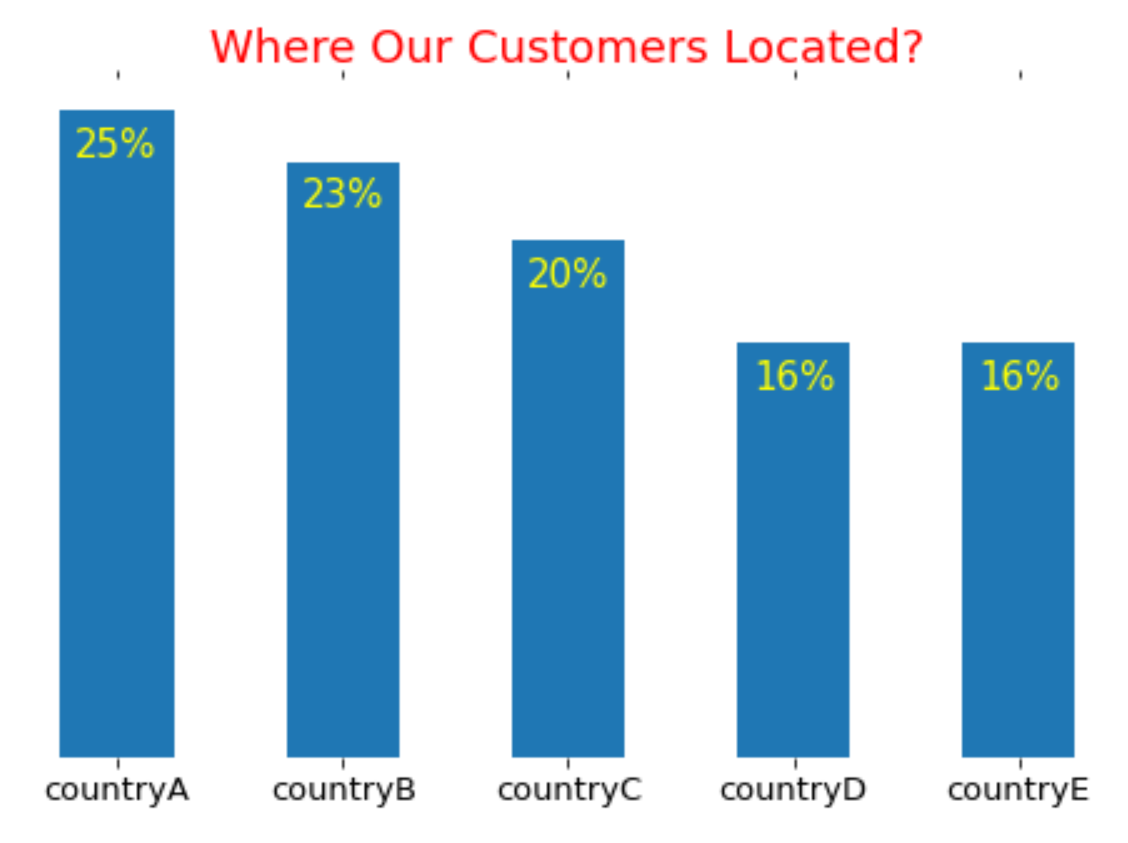 Where Our Customers Located?
25%
23%
20%
16%
16%
countryA
countryB
countryC
countryD
countryE